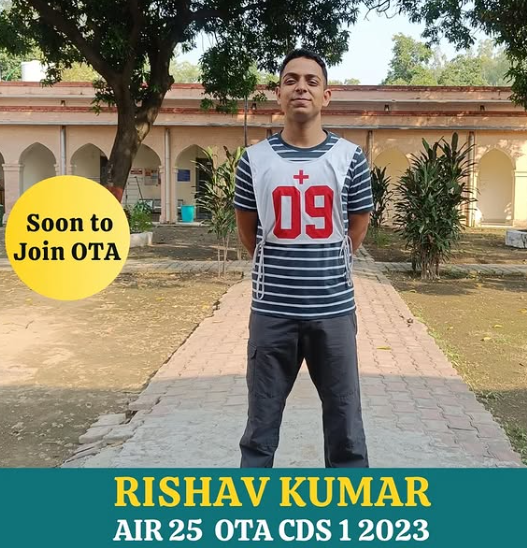 Soon to
Join OTA
+
09
RISHAV KUMAR
AIR 25 OTA CDS 1 2023